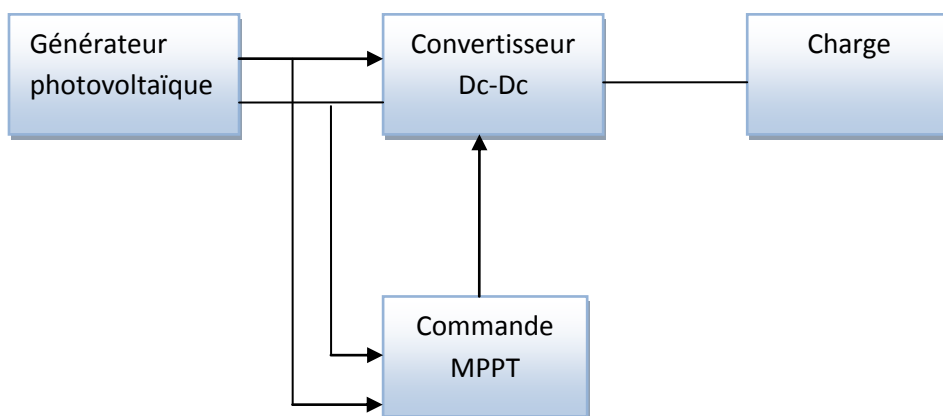 Générateur
photovoltaïque
Convertisseur
Dc-Dc
Charge
Commande
MPPT